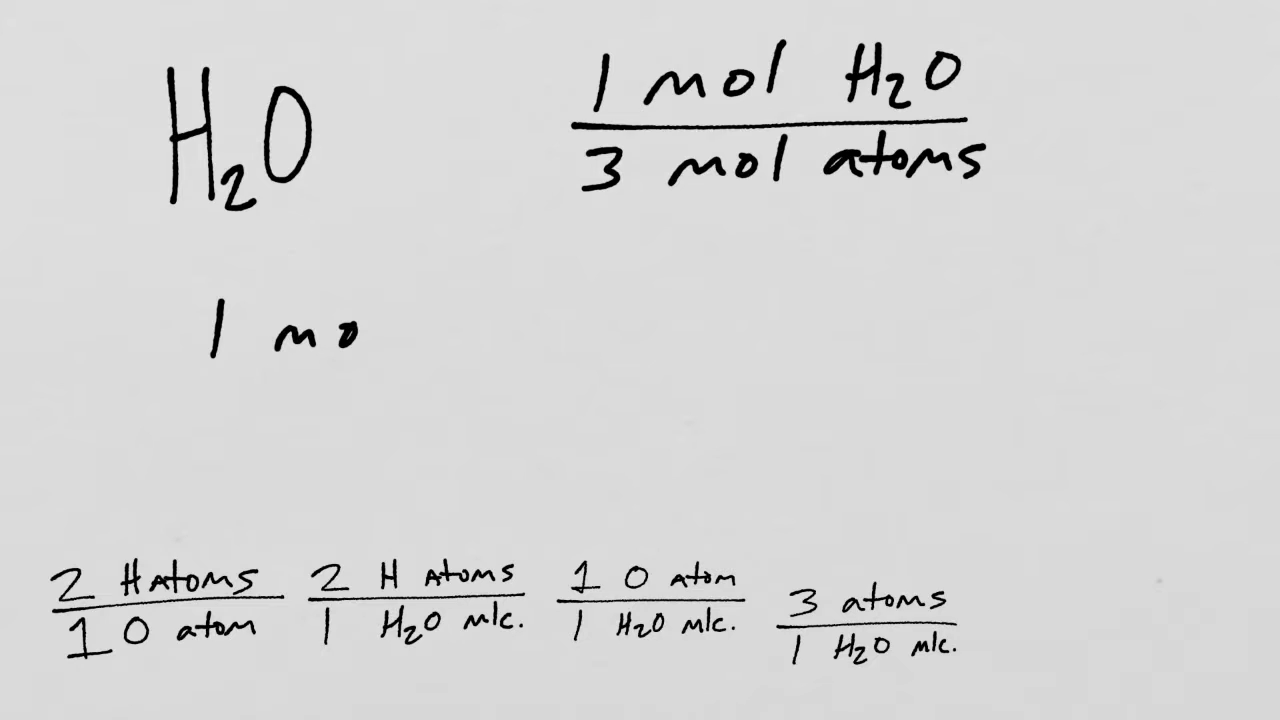 H₂O
1 mol H₂O
3 mol atoms
1 mo
2 H atoms
1 O atom
2 H atoms
1 H₂O mlc.
1 O atom
1 H₂O mlc.
3 atoms
1 H₂O mlc.